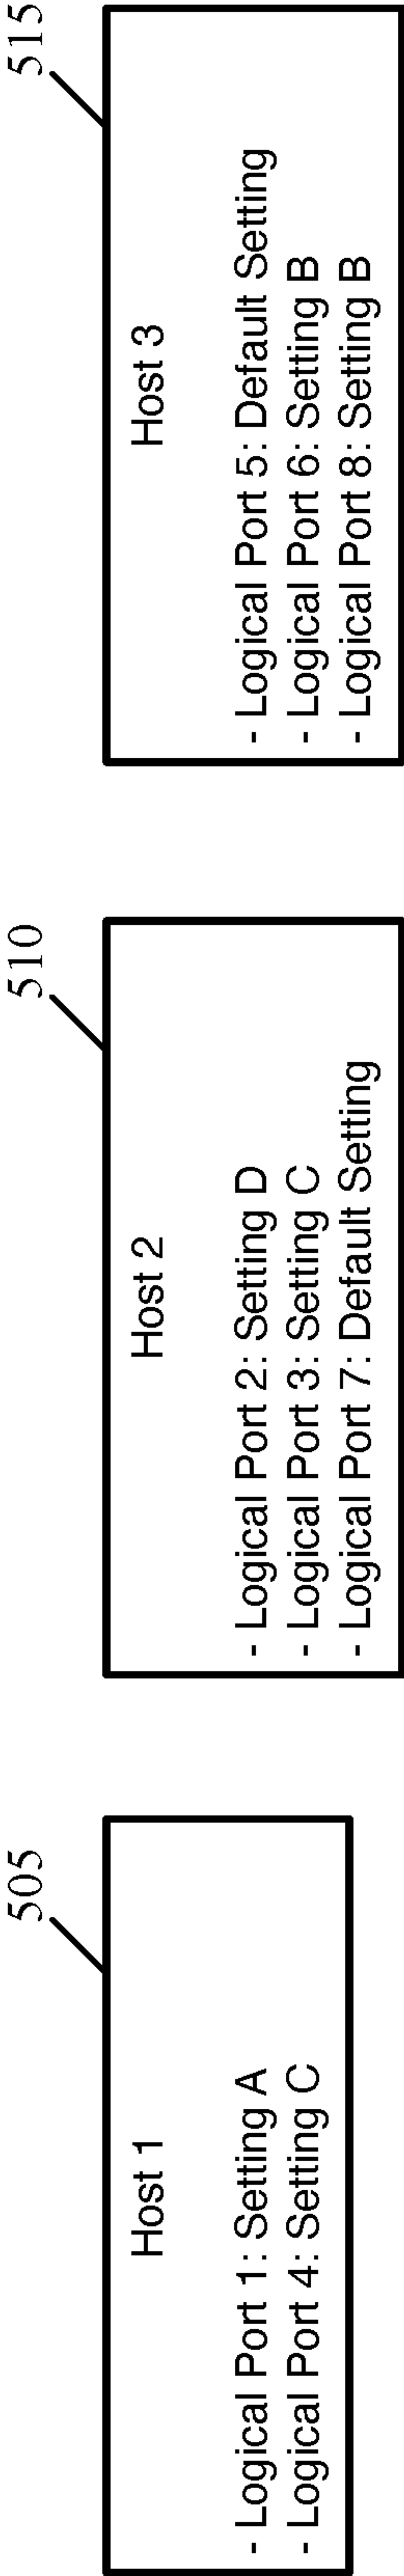 505
Host 1
- Logical Port 1: Setting A
- Logical Port 4: Setting C
510
Host 2
- Logical Port 2: Setting D
- Logical Port 3: Setting C
- Logical Port 7: Default Setting
515
Host 3
- Logical Port 5: Default Setting
- Logical Port 6: Setting B
- Logical Port 8: Setting B